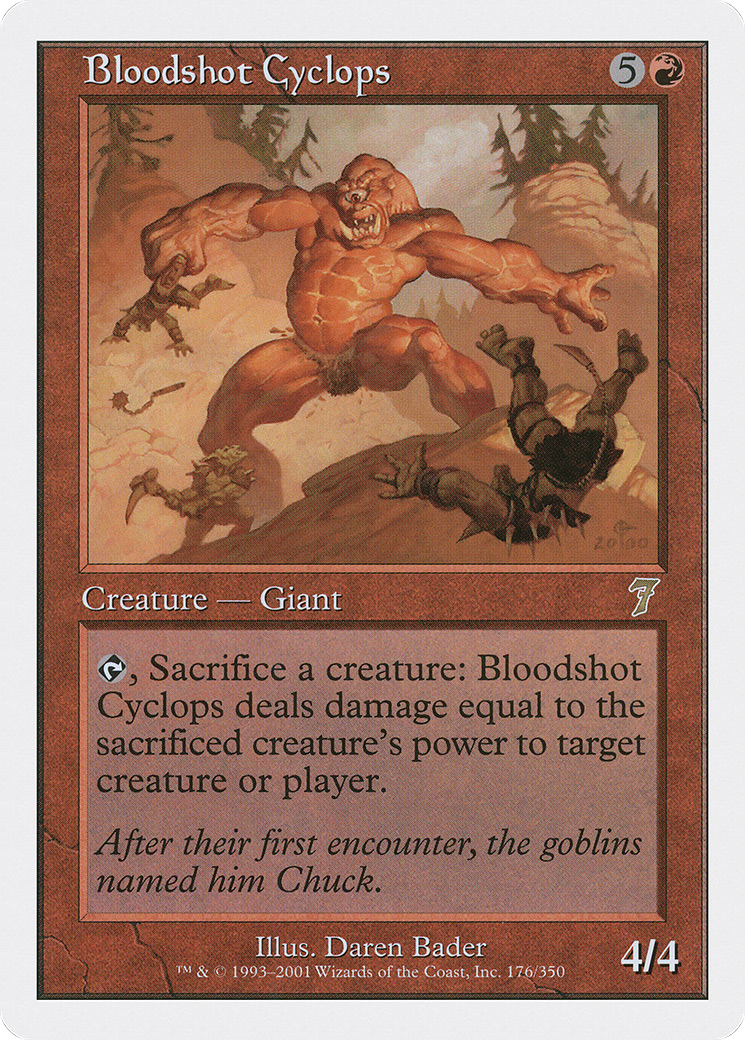 Bloodshot Cyclops 5
20 00
Creature — Giant 7
, Sacrifice a creature: Bloodshot
Cyclops deals damage equal to the
sacrificed creature's power to target
creature or player.
After their first encounter, the goblins
named him Chuck.
Illus. Daren Bader
™ & © 1993–2001 Wizards of the Coast, Inc. 176/350
4/4